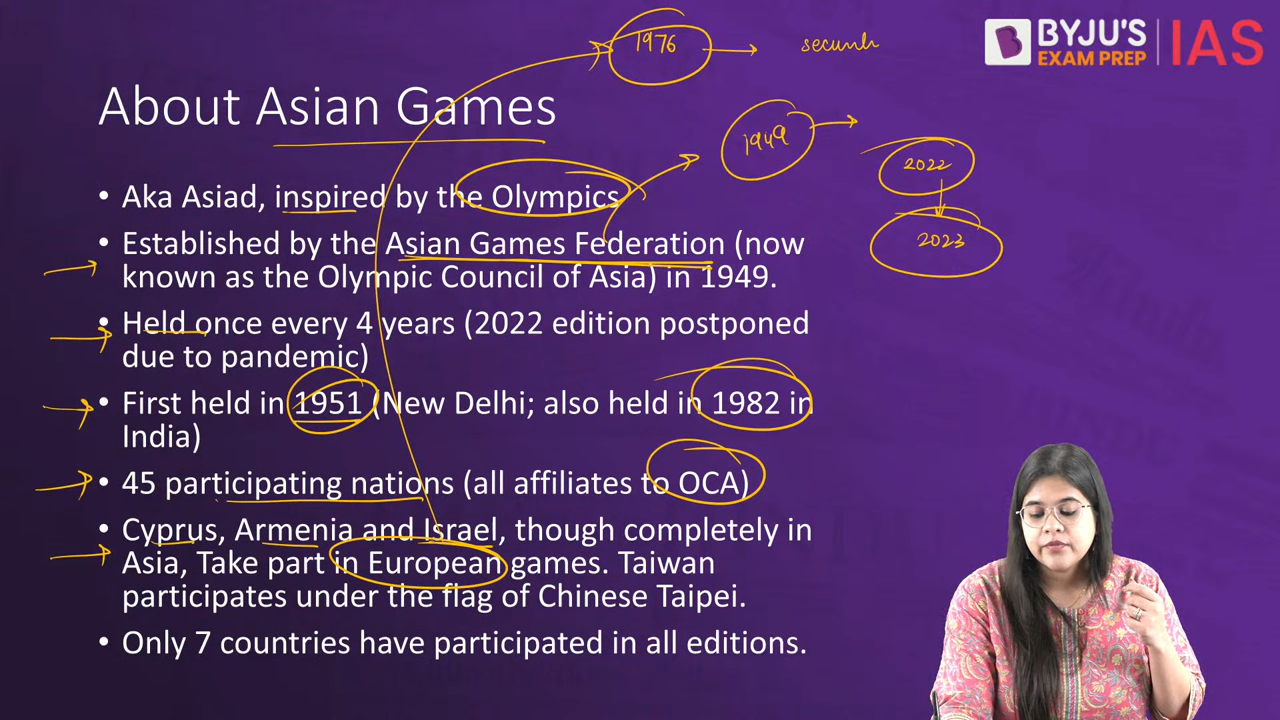 1976
secunh
BYJU'S
EXAM PREP
IAS
About Asian Games
1949
2022
2023
• Aka Asiad, inspired by the Olympics
• Established by the Asian Games Federation (now
known as the Olympic Council of Asia) in 1949.
• Held once every 4 years (2022 edition postponed
due to pandemic)
• First held in 1951 (New Delhi; also held in 1982 in
India)
• 45 participating nations (all affiliates to OCA)
• Cyprus, Armenia and Israel, though completely in
Asia, Take part in European games. Taiwan
participates under the flag of Chinese Taipei.
• Only 7 countries have participated in all editions.